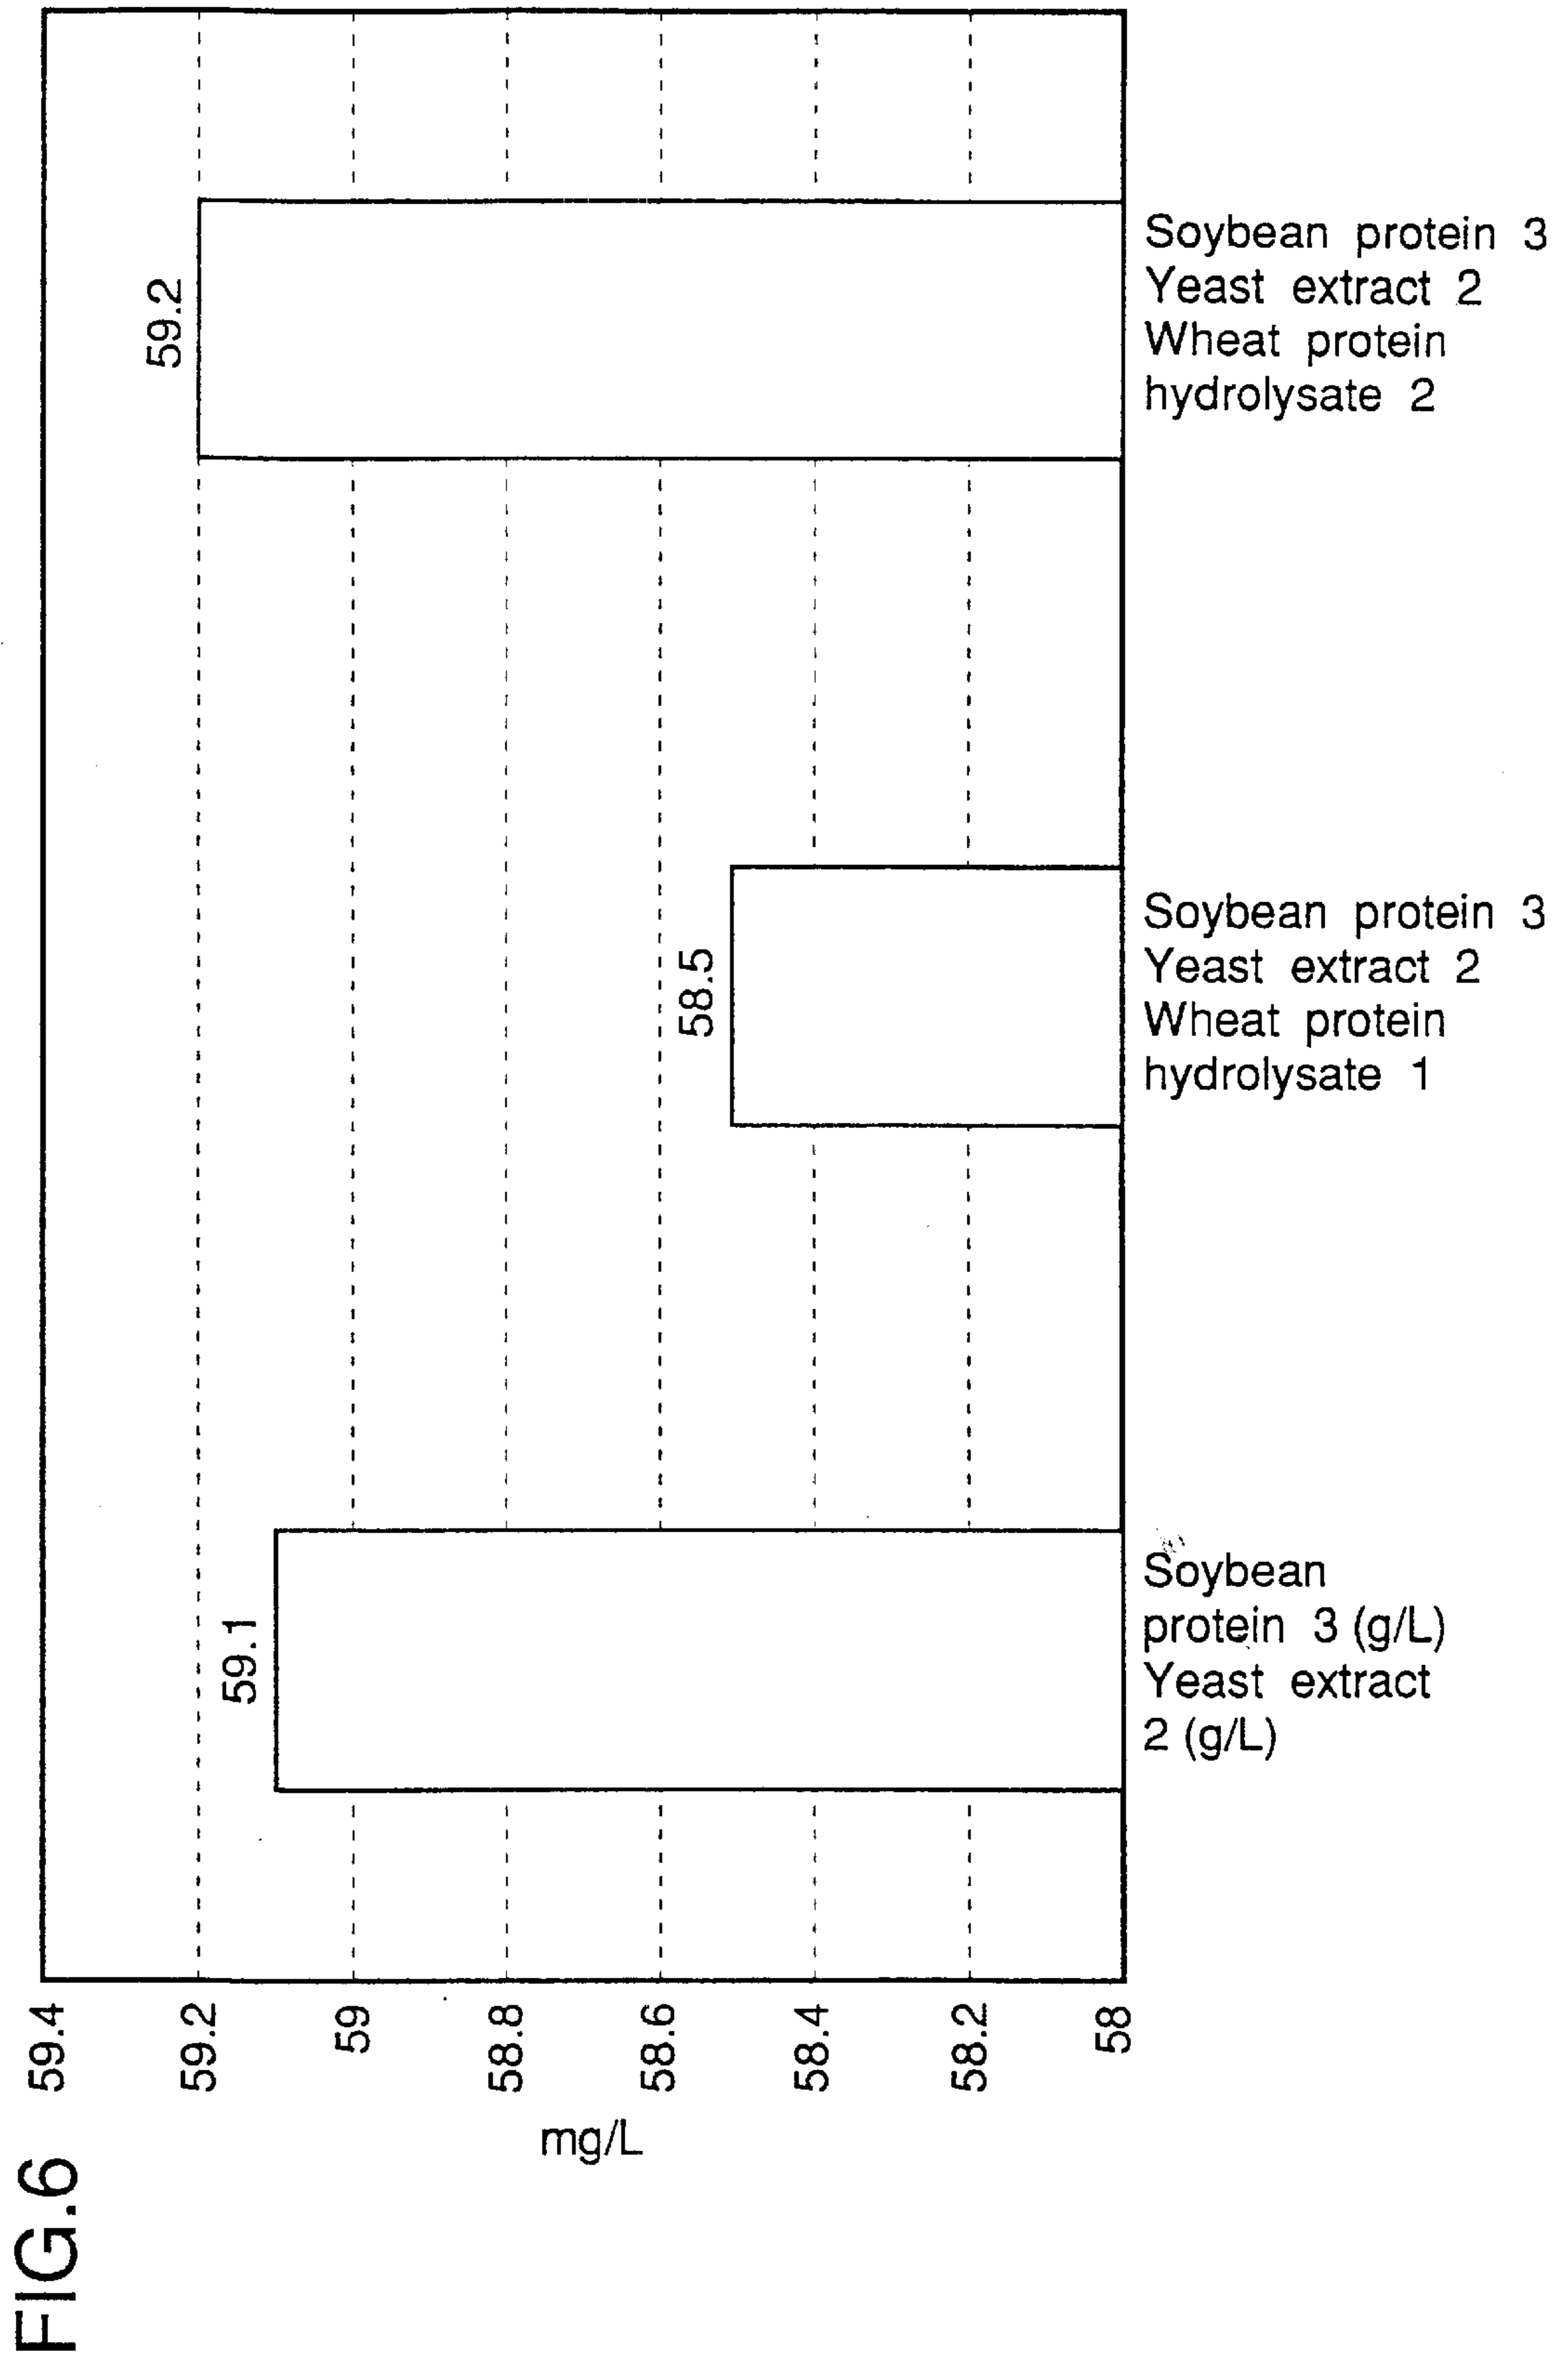 FIG.6
59.4
59.2
59
58.8
58.6
58.4
58.2
58
mg/L
59.1
58.5
59.2
Soybean
protein 3 (g/L)
Yeast extract
2 (g/L)
Soybean protein 3
Yeast extract 2
Wheat protein
hydrolysate 1
Soybean protein 3
Yeast extract 2
Wheat protein
hydrolysate 2